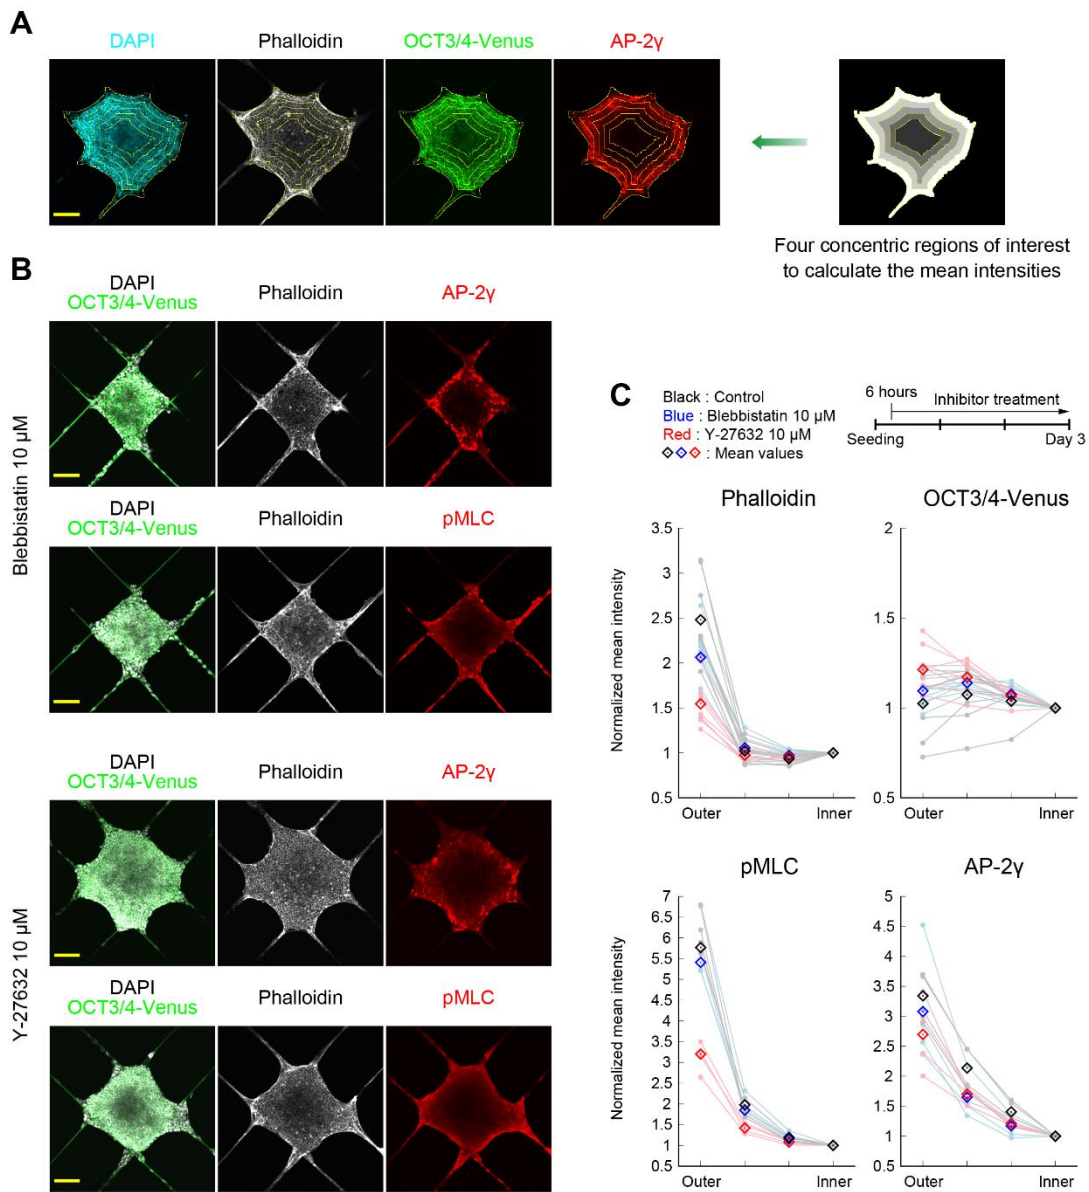 A
DAPI
Phalloidin
OCT3/4-Venus
AP-2γ
Four concentric regions of interest
to calculate the mean intensities
B
DAPI
OCT3/4-Venus
Phalloidin
AP-2γ
Blebbistatin 10 µM
DAPI
OCT3/4-Venus
Phalloidin
pMLC
DAPI
OCT3/4-Venus
Phalloidin
AP-2γ
Y-27632 10 µM
DAPI
OCT3/4-Venus
Phalloidin
pMLC
C
Black : Control
Blue : Blebbistatin 10 µM
Red : Y-27632 10 µM
: Mean values
6 hours
Inhibitor treatment
Seeding
Day 3
Phalloidin
Normalized mean intensity
3.5
3
2.5
2
1.5
1
0.5
Outer
Inner
OCT3/4-Venus
2
1.5
1
0.5
Outer
Inner
pMLC
Normalized mean intensity
7
6.5
6
5.5
5
4.5
4
3.5
3
2.5
2
1.5
1
0.5
Outer
Inner
AP-2γ
5
4.5
4
3.5
3
2.5
2
1.5
1
0.5
Outer
Inner